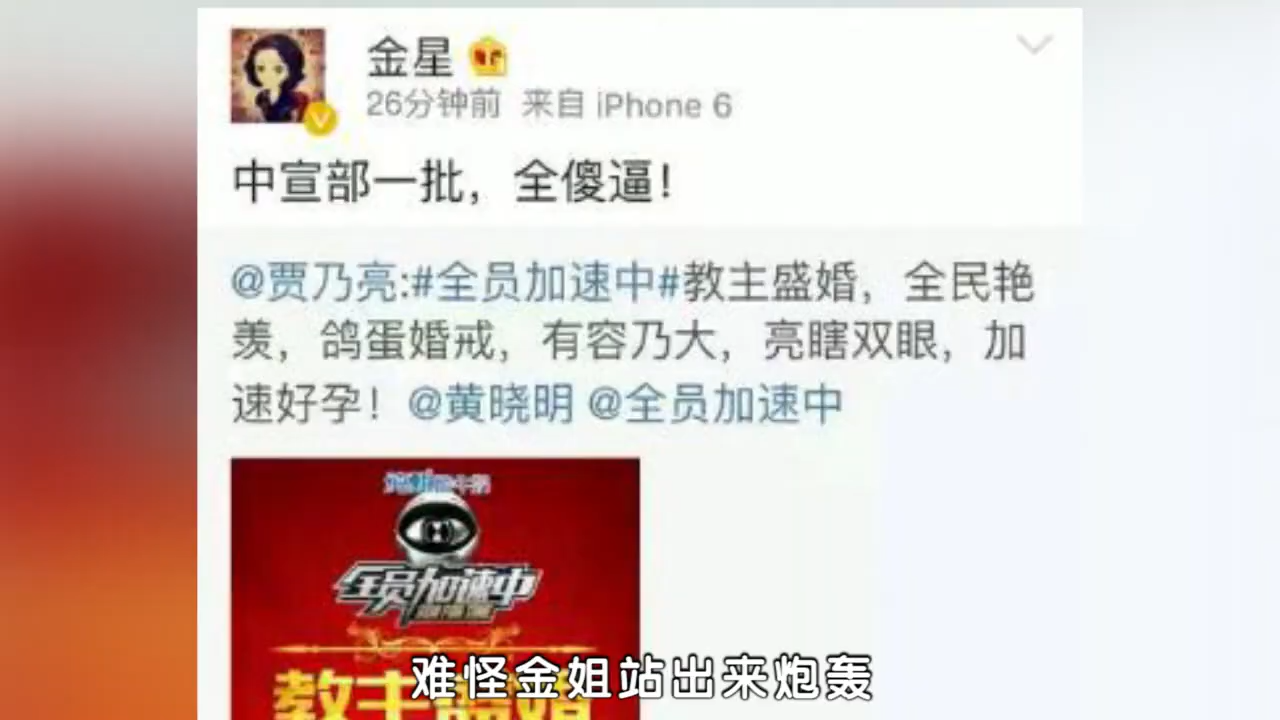 金星
26分钟前 来自 iPhone 6
中宣部一批，全傻逼！
@贾乃亮:#全员加速中#教主盛婚，全民艳
羡，鸽蛋婚戒，有容乃大，亮瞎双眼，加
速好孕！@黄晓明 @全员加速中
全员加速中
教主盛婚
难怪金姐站出来炮轰